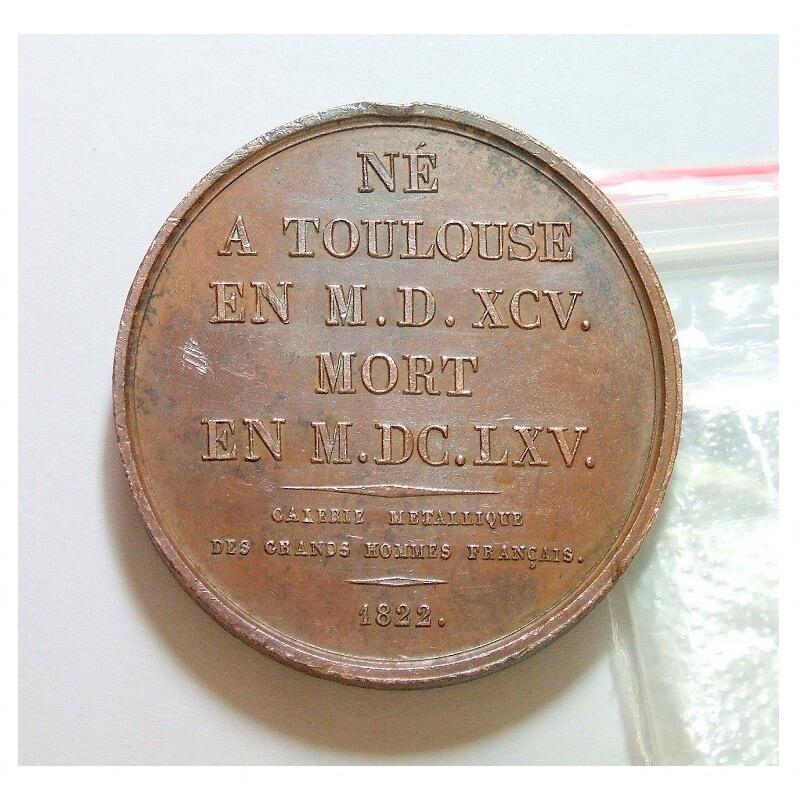 NÉ
A TOULOUSE
EN M.D.XCV.
MORT
EN M.DC.LXV.
GALERIE METALLIQUE
DES GRANDS HOMMES FRANÇAIS.
1822.